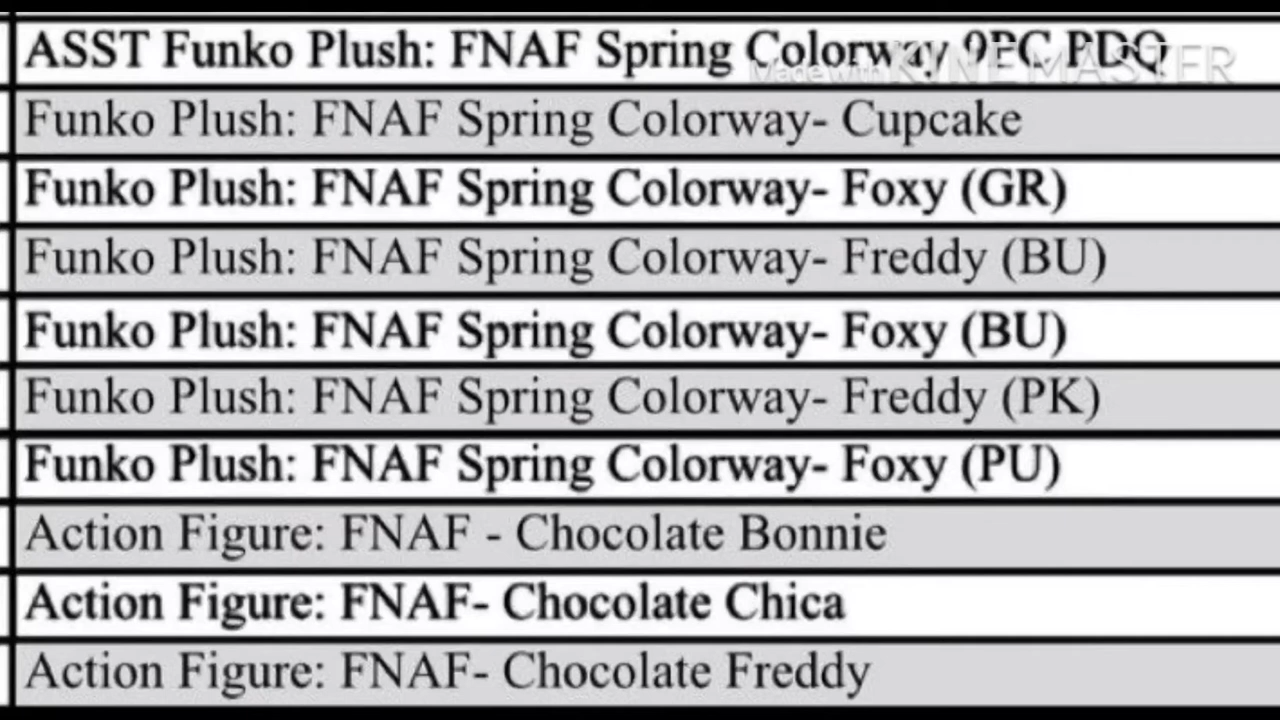 ASST Funko Plush: FNAF Spring Colorway 9PC PDQ
Made with KINEMASTER
Funko Plush: FNAF Spring Colorway- Cupcake
Funko Plush: FNAF Spring Colorway- Foxy (GR)
Funko Plush: FNAF Spring Colorway- Freddy (BU)
Funko Plush: FNAF Spring Colorway- Foxy (BU)
Funko Plush: FNAF Spring Colorway- Freddy (PK)
Funko Plush: FNAF Spring Colorway- Foxy (PU)
Action Figure: FNAF - Chocolate Bonnie
Action Figure: FNAF- Chocolate Chica
Action Figure: FNAF- Chocolate Freddy